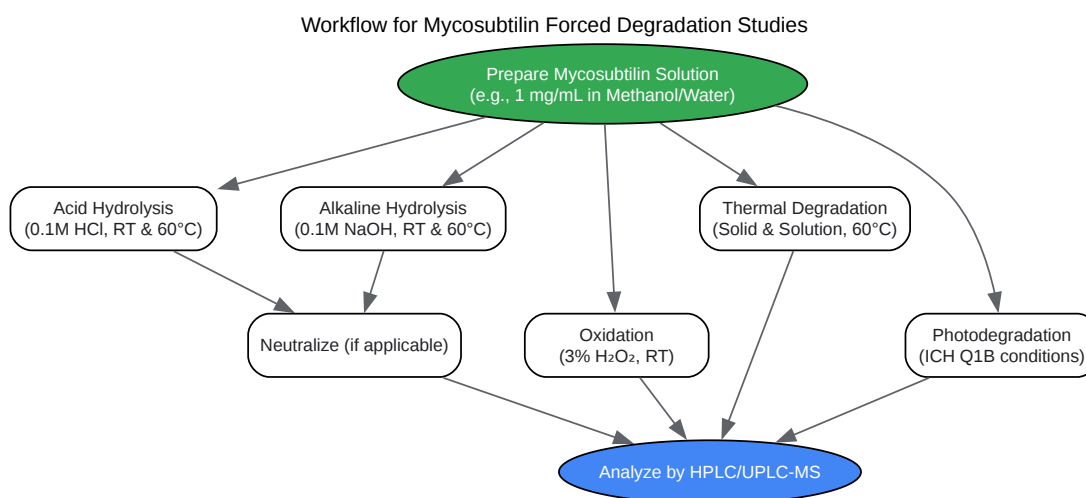 Workflow for Mycosubtilin Forced Degradation Studies
Prepare Mycosubtilin Solution
(e.g., 1 mg/mL in Methanol/Water)
Acid Hydrolysis
(0.1M HCl, RT & 60°C)
Alkaline Hydrolysis
(0.1M NaOH, RT & 60°C)
Thermal Degradation
(Solid & Solution, 60°C)
Neutralize (if applicable)
Oxidation
(3% H₂O₂, RT)
Photodegradation
(ICH Q1B conditions)
Analyze by HPLC/UPLC-MS